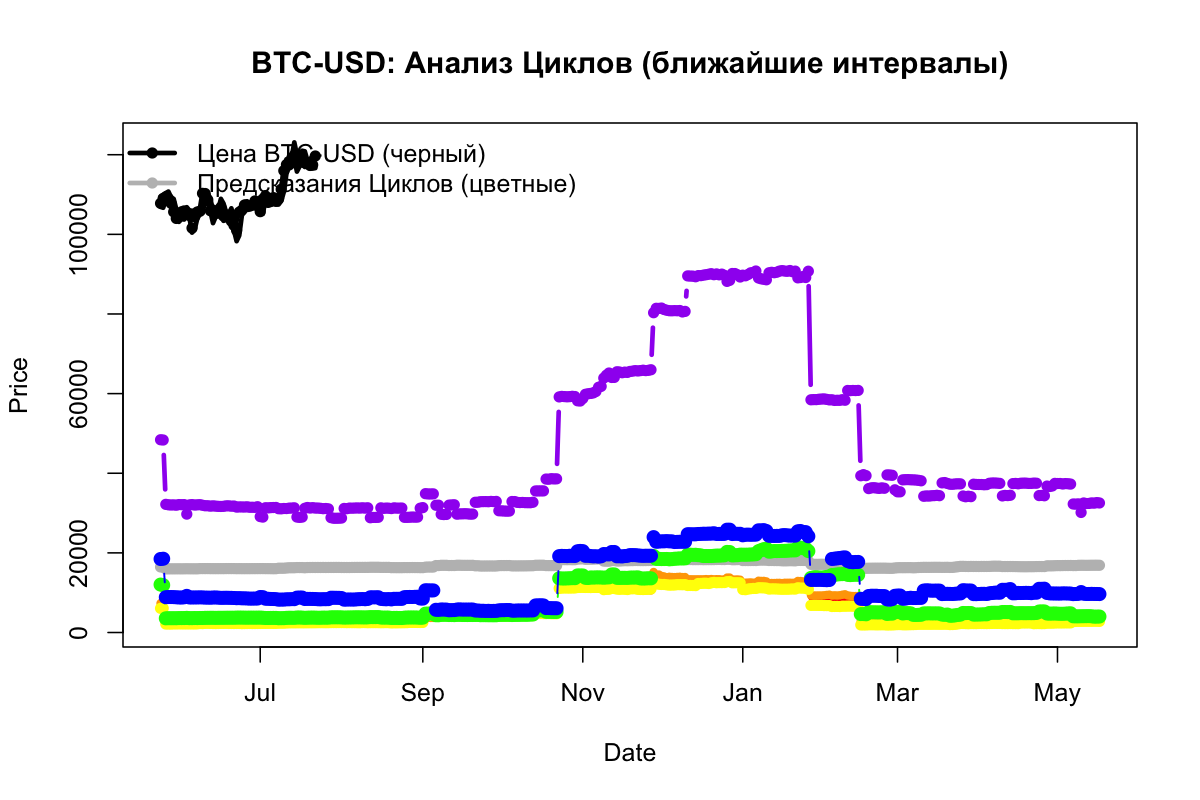 BTC-USD: Анализ Циклов (ближайшие интервалы)
Цена BTC-USD (черный)
Предсказания Циклов (цветные)
Price
100000
60000
20000
0
Jul Sep Nov Jan Mar May
Date